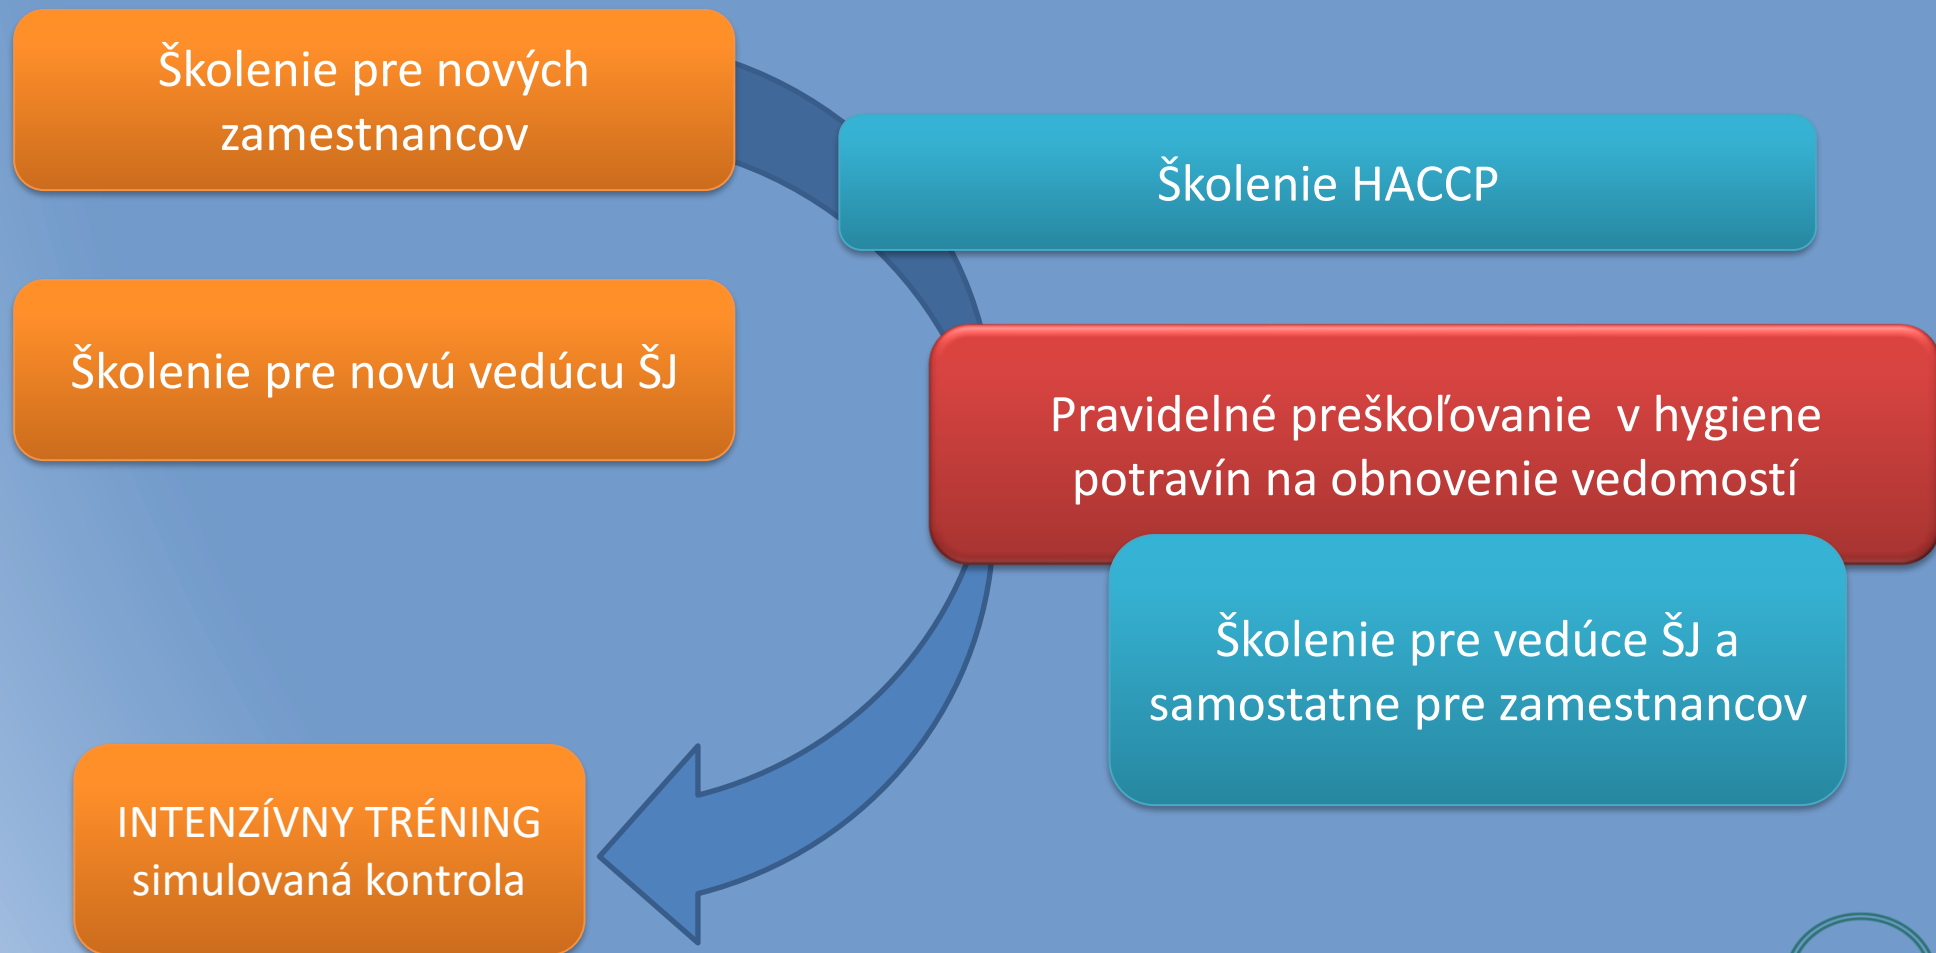 Školenie pre nových
zamestnancov
Školenie HACCP
Školenie pre novú vedúcu ŠJ
Pravidelné preškoľovanie  v hygiene
potravín na obnovenie vedomostí
Školenie pre vedúce ŠJ a
samostatne pre zamestnancov
INTENZÍVNY TRÉNING
simulovaná kontrola